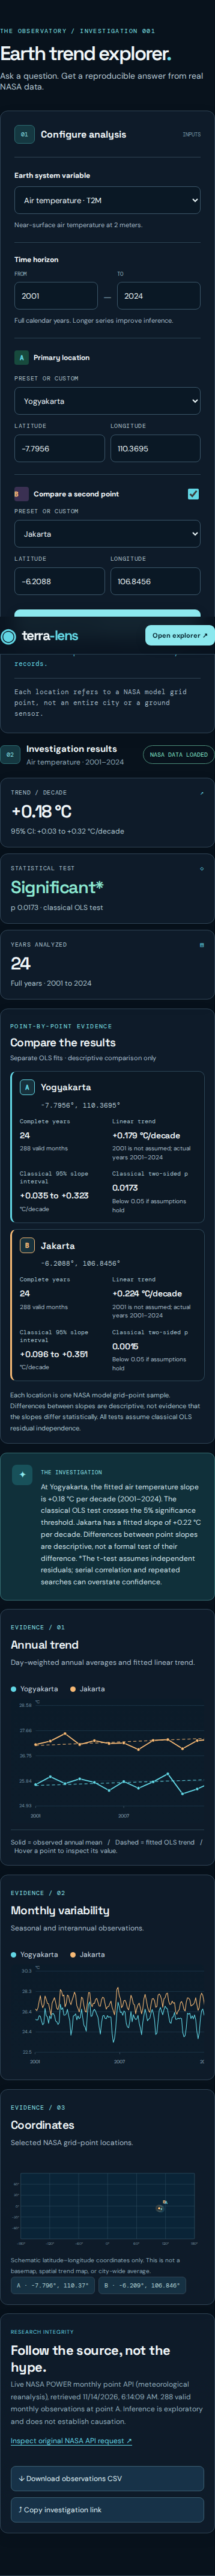 THE OBSERVATORY / INVESTIGATION 001
Earth trend explorer.
Ask a question. Get a reproducible answer from real
NASA data.
01
Configure analysis
INPUTS
Earth system variable
Air temperature · T2M
Near-surface air temperature at 2 meters.
Time horizon
FROM
TO
2001
—
2024
Full calendar years. Longer series improve inference.
A
Primary location
PRESET OR CUSTOM
Yogyakarta
LATITUDE
LONGITUDE
-7.7956
110.3695
B
Compare a second point
PRESET OR CUSTOM
Jakarta
LATITUDE
LONGITUDE
-6.2088
106.8456
terra-lens
Open explorer ↗
records.
Each location refers to a NASA model grid
point, not an entire city or a ground
sensor.
02
Investigation results
Air temperature · 2001–2024
NASA DATA LOADED
TREND / DECADE
↗
+0.18 °C
95% CI: +0.03 to +0.32 °C/decade
STATISTICAL TEST
◇
Significant*
p 0.0173 · classical OLS test
YEARS ANALYZED
24
Full years · 2001 to 2024
POINT-BY-POINT EVIDENCE
Compare the results
Separate OLS fits · descriptive comparison only
A
Yogyakarta
-7.7956°, 110.3695°
Complete years
Linear trend
24
+0.179 °C/decade
288 valid months
2001 is not assumed; actual
years 2001–2024
Classical 95% slope
interval
Classical two-sided p
+0.035 to +0.323
0.0173
°C/decade
Below 0.05 if assumptions
hold
B
Jakarta
-6.2088°, 106.8456°
Complete years
Linear trend
24
+0.224 °C/decade
288 valid months
2001 is not assumed; actual
years 2001–2024
Classical 95% slope
interval
Classical two-sided p
+0.096 to +0.351
0.0015
°C/decade
Below 0.05 if assumptions
hold
Each location is one NASA model grid-point sample.
Differences between slopes are descriptive, not evidence that
the slopes differ statistically. All tests assume classical OLS
residual independence.
✦
THE INVESTIGATION
At Yogyakarta, the fitted air temperature slope
is +0.18 °C per decade (2001–2024). The
classical OLS test crosses the 5% significance
threshold. Jakarta has a fitted slope of +0.22 °C
per decade. Differences between point slopes
are descriptive, not a formal test of their
difference. *The t-test assumes independent
residuals; serial correlation and repeated
searches can overstate confidence.
EVIDENCE / 01
Annual trend
Day-weighted annual averages and fitted linear trend.
Yogyakarta
Jakarta
°C
2001
2007
Solid = observed annual mean / Dashed = fitted OLS trend /
Hover a point to inspect its value.
EVIDENCE / 02
Monthly variability
Seasonal and interannual observations.
Yogyakarta
Jakarta
°C
30.3
28.3
26.4
24.4
22.5
2001
2007
EVIDENCE / 03
Coordinates
Selected NASA grid-point locations.
Schematic latitude–longitude coordinates only. This is not a
basemap, spatial trend map, or city-wide average.
A · -7.796°, 110.37°
B · -6.209°, 106.846°
RESEARCH INTEGRITY
Follow the source, not the
hype.
Live NASA POWER monthly point API (meteorological
reanalysis), retrieved 11/14/2026, 6:14:09 AM. 288 valid
monthly observations at point A. Inference is exploratory
and does not establish causation.
Inspect original NASA API request ↗
↓ Download observations CSV
⤴ Copy investigation link